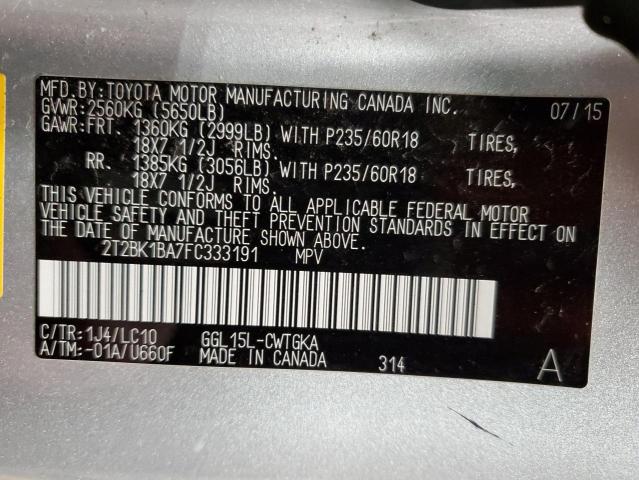 MFD.BY:TOYOTA MOTOR MANUFACTURING CANADA INC. 07/15
GVWR:2560KG (5650LB)
GAWR:FRT. 1360KG (2999LB) WITH P235/60R18 TIRES,
18X7 1/2J RIMS.
RR. 1385KG (3056LB) WITH P235/60R18 TIRES,
18X7 1/2J RIMS.
THIS VEHICLE CONFORMS TO ALL APPLICABLE FEDERAL MOTOR
VEHICLE SAFETY AND THEFT PREVENTION STANDARDS IN EFFECT ON
THE DATE OF MANUFACTURE SHOWN ABOVE.
2T2BK1BA7FC333191 MPV
C/TR:1J4/LC10 GGL15L-CWTGKA
A/TM:-01A/U660F MADE IN CANADA 314 A